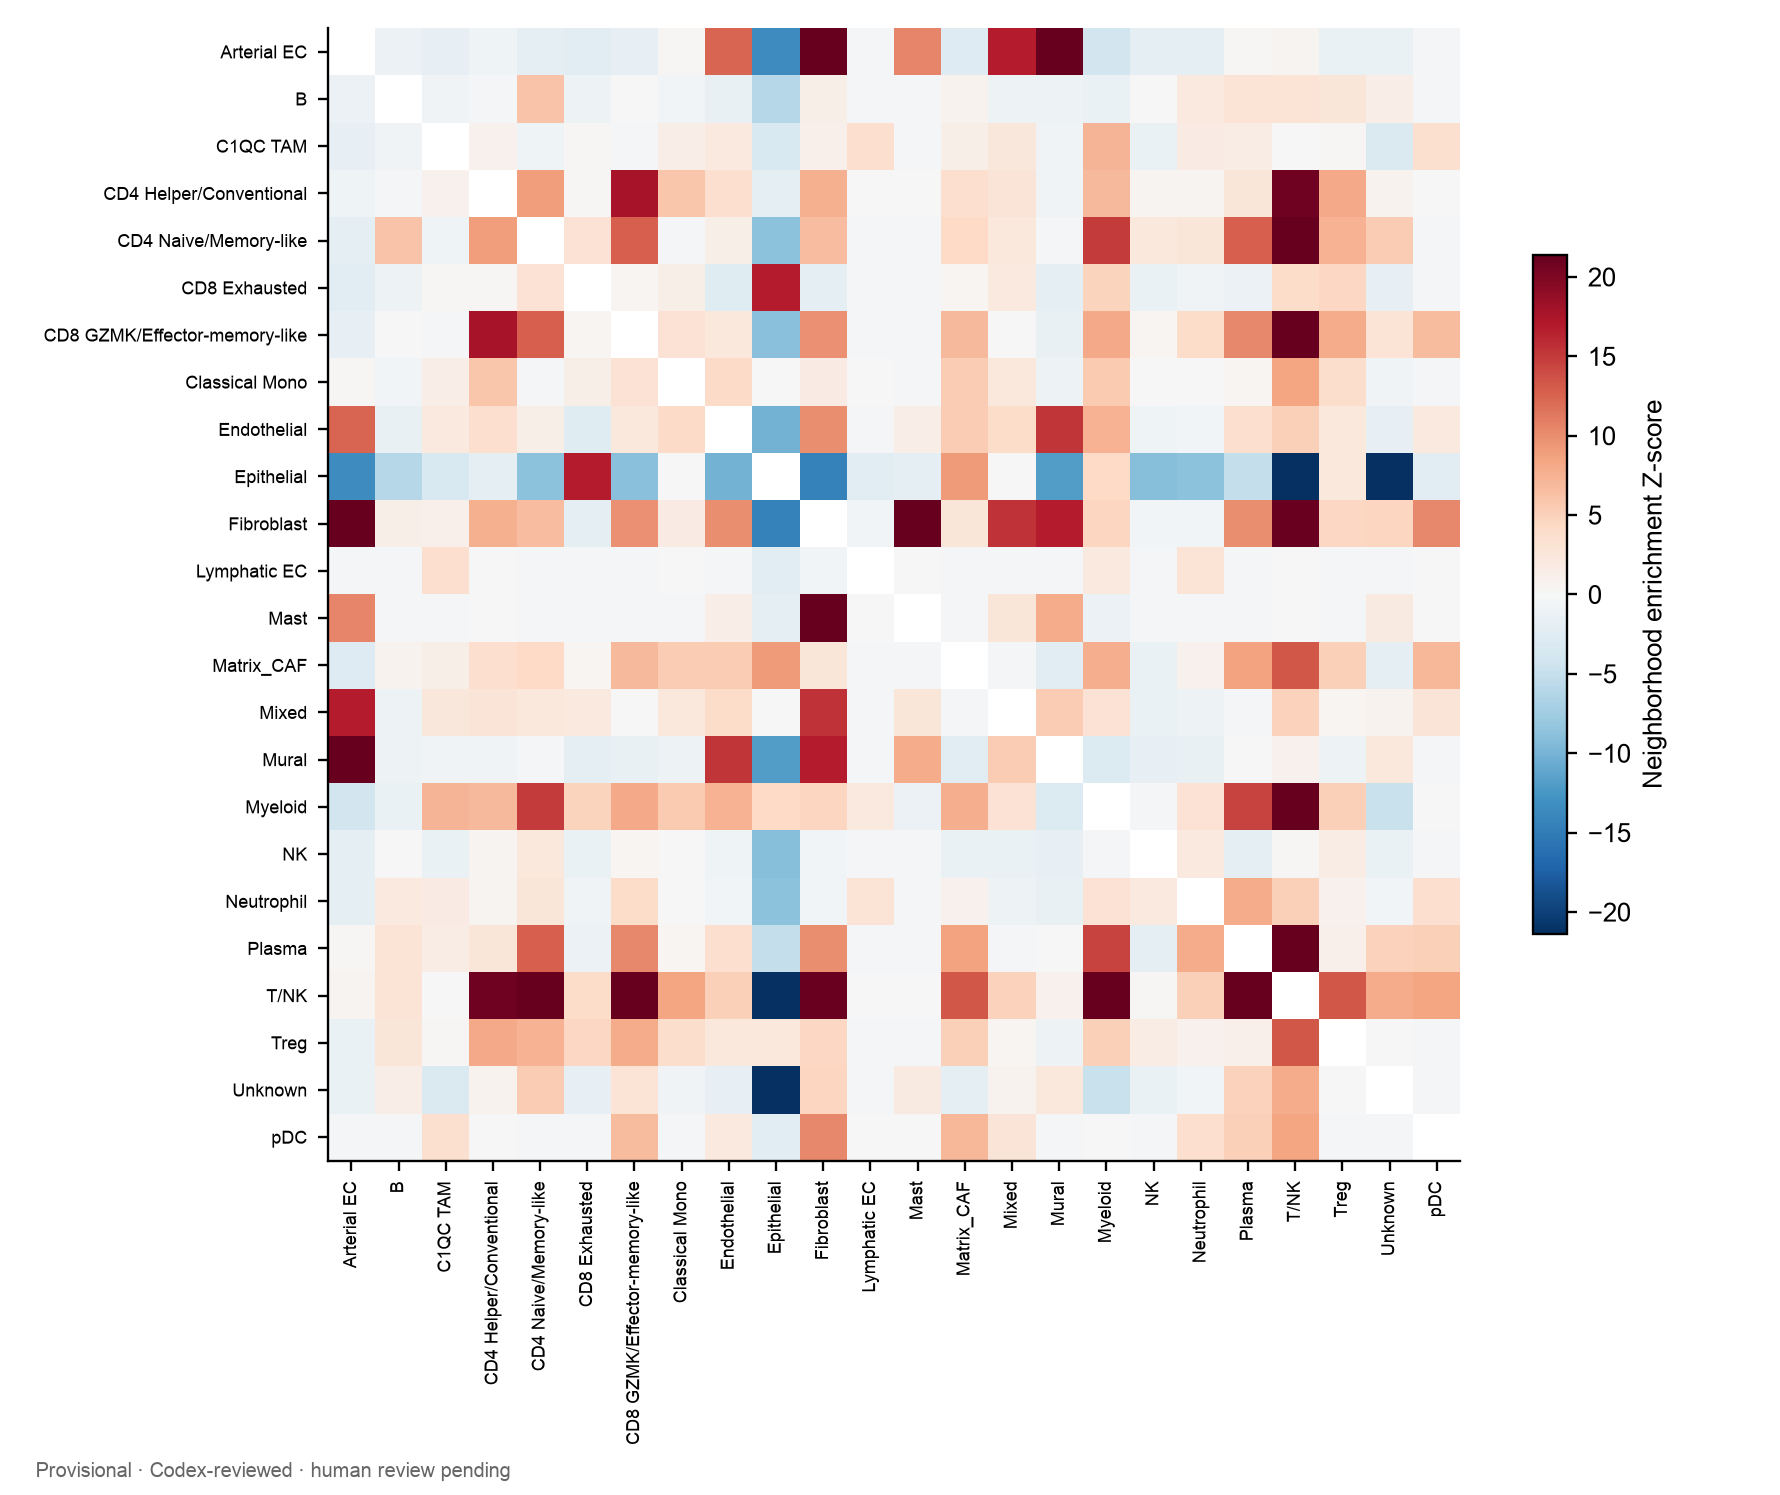 Arterial EC
B
C1QC TAM
CD4 Helper/Conventional
CD4 Naive/Memory-like
CD8 Exhausted
CD8 GZMK/Effector-memory-like
Classical Mono
Endothelial
Epithelial
Fibroblast
Lymphatic EC
Mast
Matrix_CAF
Mixed
Mural
Myeloid
NK
Neutrophil
Plasma
T/NK
Treg
Unknown
pDC
Arterial EC
B
C1QC TAM
CD4 Helper/Conventional
CD4 Naive/Memory-like
CD8 Exhausted
CD8 GZMK/Effector-memory-like
Classical Mono
Endothelial
Epithelial
Fibroblast
Lymphatic EC
Mast
Matrix_CAF
Mixed
Mural
Myeloid
NK
Neutrophil
Plasma
T/NK
Treg
Unknown
pDC
20
15
10
5
0
−5
−10
−15
−20
Neighborhood enrichment Z-score
Provisional · Codex-reviewed · human review pending